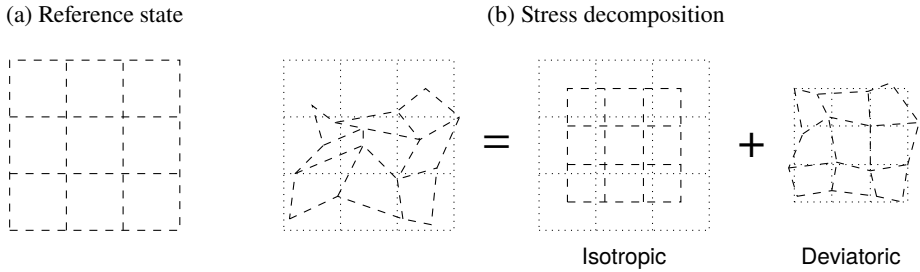 (a) Reference state
(b) Stress decomposition
=
+
Isotropic
Deviatoric